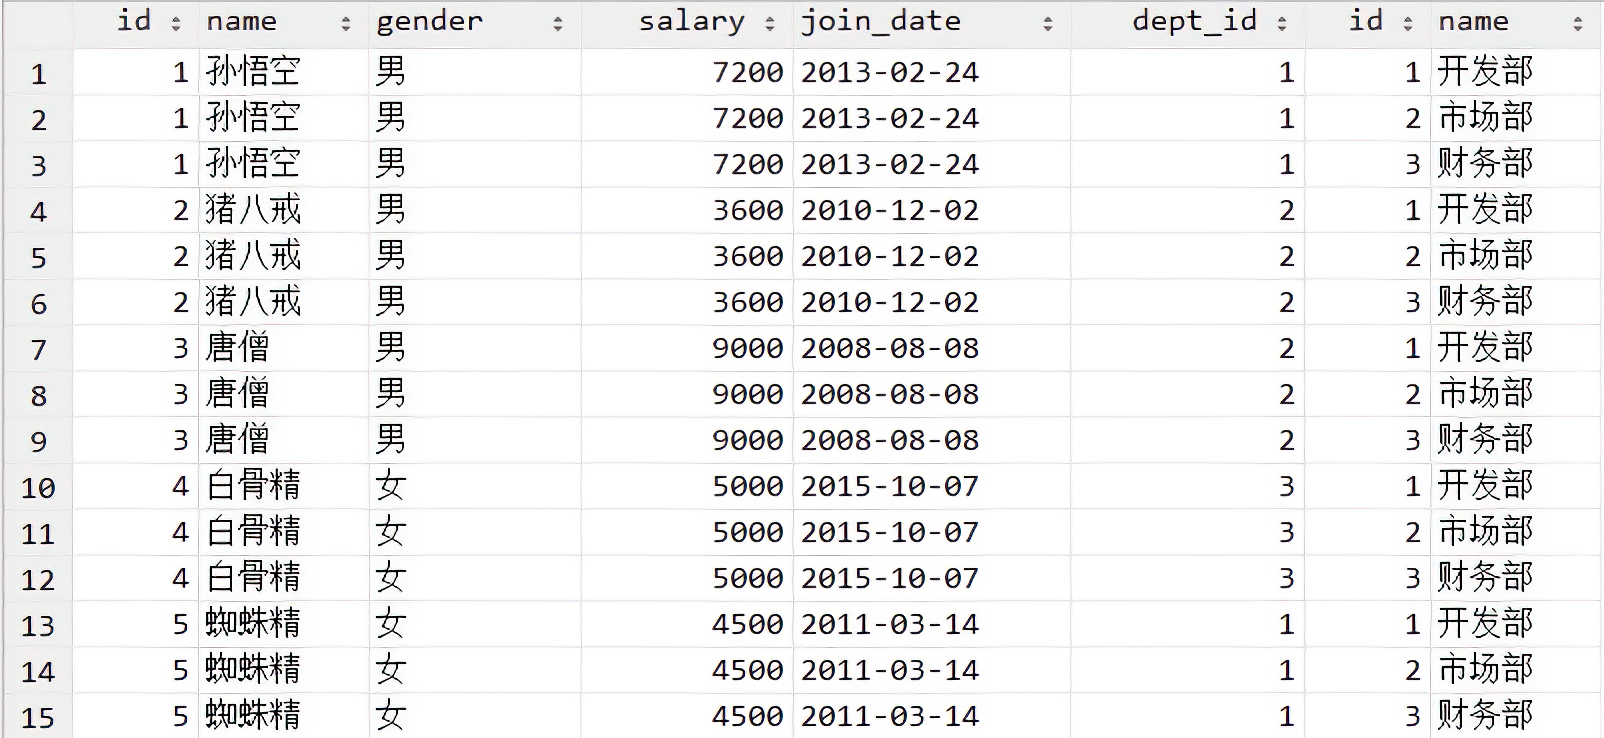 id name gender salary join_date dept_id id name
1 1 孙悟空 男 7200 2013-02-24 1 1 开发部
2 1 孙悟空 男 7200 2013-02-24 1 2 市场部
3 1 孙悟空 男 7200 2013-02-24 1 3 财务部
4 2 猪八戒 男 3600 2010-12-02 2 1 开发部
5 2 猪八戒 男 3600 2010-12-02 2 2 市场部
6 2 猪八戒 男 3600 2010-12-02 2 3 财务部
7 3 唐僧 男 9000 2008-08-08 2 1 开发部
8 3 唐僧 男 9000 2008-08-08 2 2 市场部
9 3 唐僧 男 9000 2008-08-08 2 3 财务部
10 4 白骨精 女 5000 2015-10-07 3 1 开发部
11 4 白骨精 女 5000 2015-10-07 3 2 市场部
12 4 白骨精 女 5000 2015-10-07 3 3 财务部
13 5 蜘蛛精 女 4500 2011-03-14 1 1 开发部
14 5 蜘蛛精 女 4500 2011-03-14 1 2 市场部
15 5 蜘蛛精 女 4500 2011-03-14 1 3 财务部